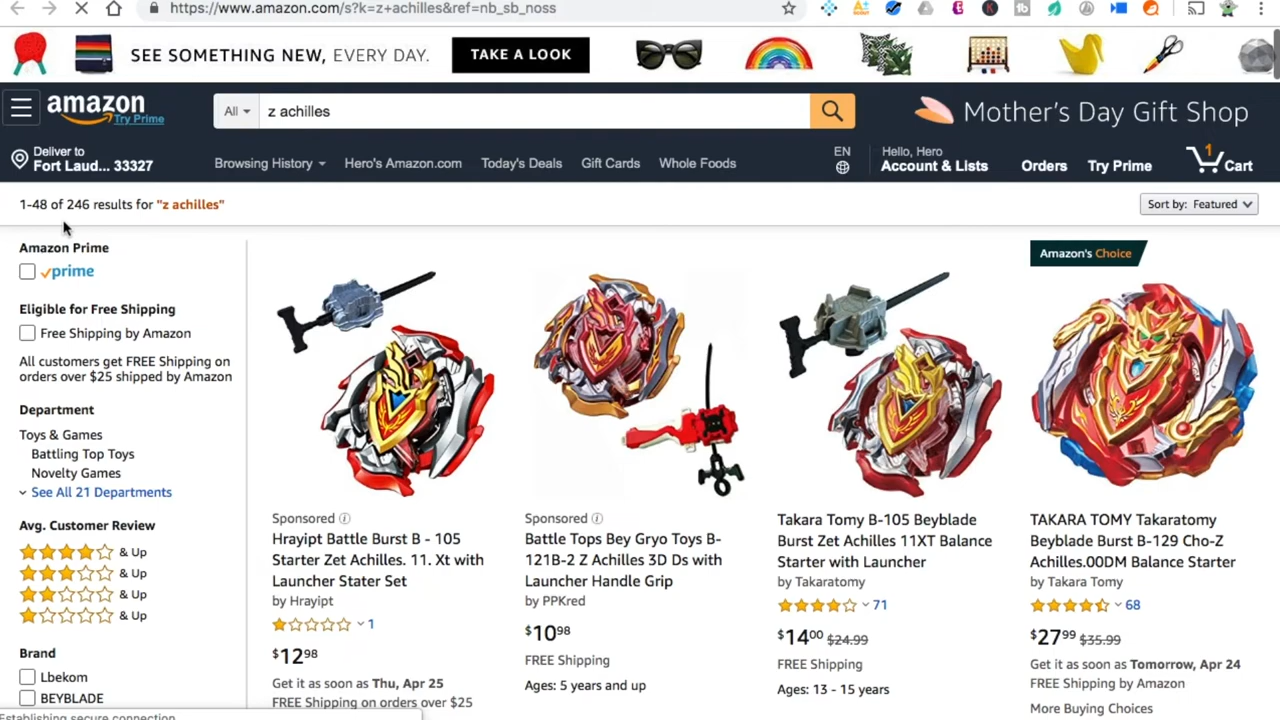 https://www.amazon.com/s?k=z+achilles&ref=nb_sb_noss
SEE SOMETHING NEW, EVERY DAY.
TAKE A LOOK
amazon
Try Prime
All
z achilles
Mother's Day Gift Shop
Deliver to
Fort Laud... 33327
Browsing History
Hero's Amazon.com
Today's Deals
Gift Cards
Whole Foods
EN
Hello, Hero
Account & Lists
Orders
Try Prime
1
Cart
1-48 of 246 results for "z achilles"
Sort by: Featured
Amazon Prime
prime
Eligible for Free Shipping
Free Shipping by Amazon
All customers get FREE Shipping on
orders over $25 shipped by Amazon
Department
Toys & Games
Battling Top Toys
Novelty Games
See All 21 Departments
Avg. Customer Review
& Up
& Up
& Up
& Up
Brand
Lbekom
BEYBLADE
Establishing secure connection
Sponsored
Hrayipt Battle Burst B - 105
Starter Zet Achilles. 11. Xt with
Launcher Stater Set
by Hrayipt
1
$1298
Get it as soon as Thu, Apr 25
FREE Shipping on orders over $25
Sponsored
Battle Tops Bey Gryo Toys B-
121B-2 Z Achilles 3D Ds with
Launcher Handle Grip
by PPKred
$1098
FREE Shipping
Ages: 5 years and up
Takara Tomy B-105 Beyblade
Burst Zet Achilles 11XT Balance
Starter with Launcher
by Takaratomy
71
$1400 $24.99
FREE Shipping
Ages: 13 - 15 years
Amazon's Choice
TAKARA TOMY Takaratomy
Beyblade Burst B-129 Cho-Z
Achilles.00DM Balance Starter
by Takara Tomy
68
$2799 $35.99
Get it as soon as Tomorrow, Apr 24
FREE Shipping by Amazon
More Buying Choices